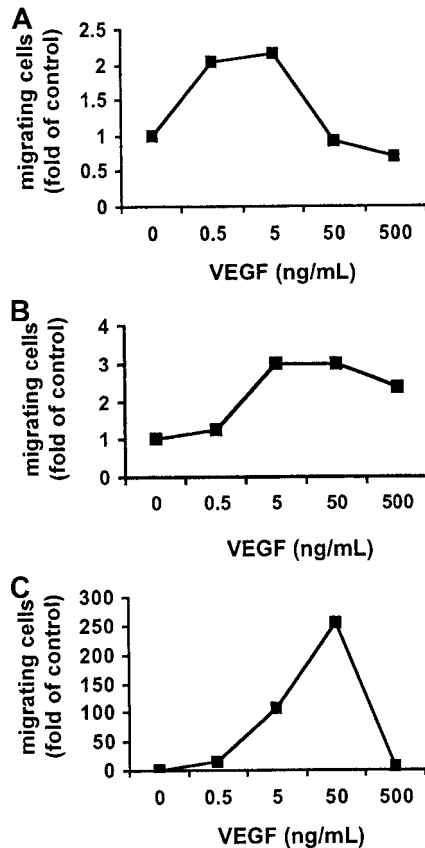 A
migrating cells
(fold of control)
2.5
2
1.5
1
0.5
0
0 0.5 5 50 500
VEGF (ng/mL)
B
migrating cells
(fold of control)
4
3
2
1
0
0 0.5 5 50 500
VEGF (ng/mL)
C
migrating cells
(fold of control)
300
250
200
150
100
50
0
0 0.5 5 50 500
VEGF (ng/mL)